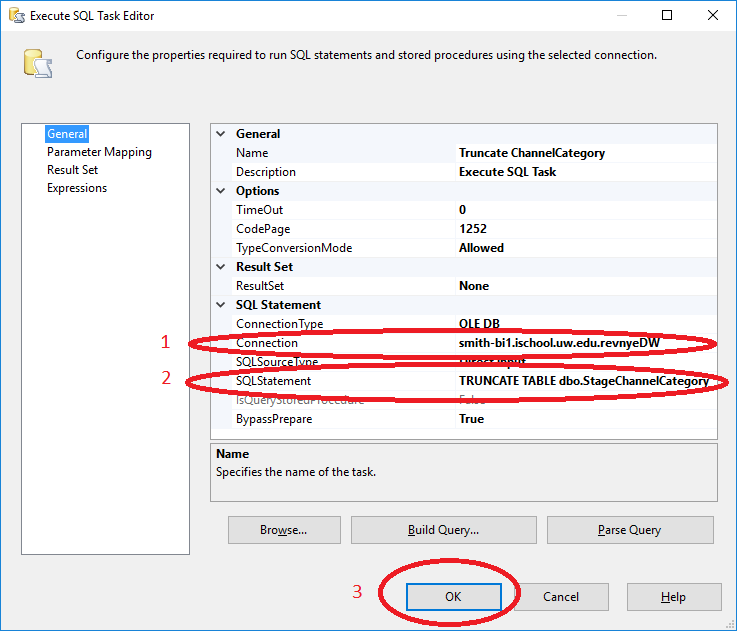 Execute SQL Task Editor
Configure the properties required to run SQL statements and stored procedures using the selected connection.
General
Parameter Mapping
Result Set
Expressions
General
Name Truncate ChannelCategory
Description Execute SQL Task
Options
TimeOut 0
CodePage 1252
TypeConversionMode Allowed
Result Set
ResultSet None
SQL Statement
ConnectionType OLE DB
1 Connection smith-bi1.ischool.uw.edu.revnyeDW
SQLSourceType Direct input
2 SQLStatement TRUNCATE TABLE dbo.StageChannelCategory
IsQueryStoredProcedure False
BypassPrepare True
Name
Specifies the name of the task.
Browse... Build Query... Parse Query
3 OK Cancel Help